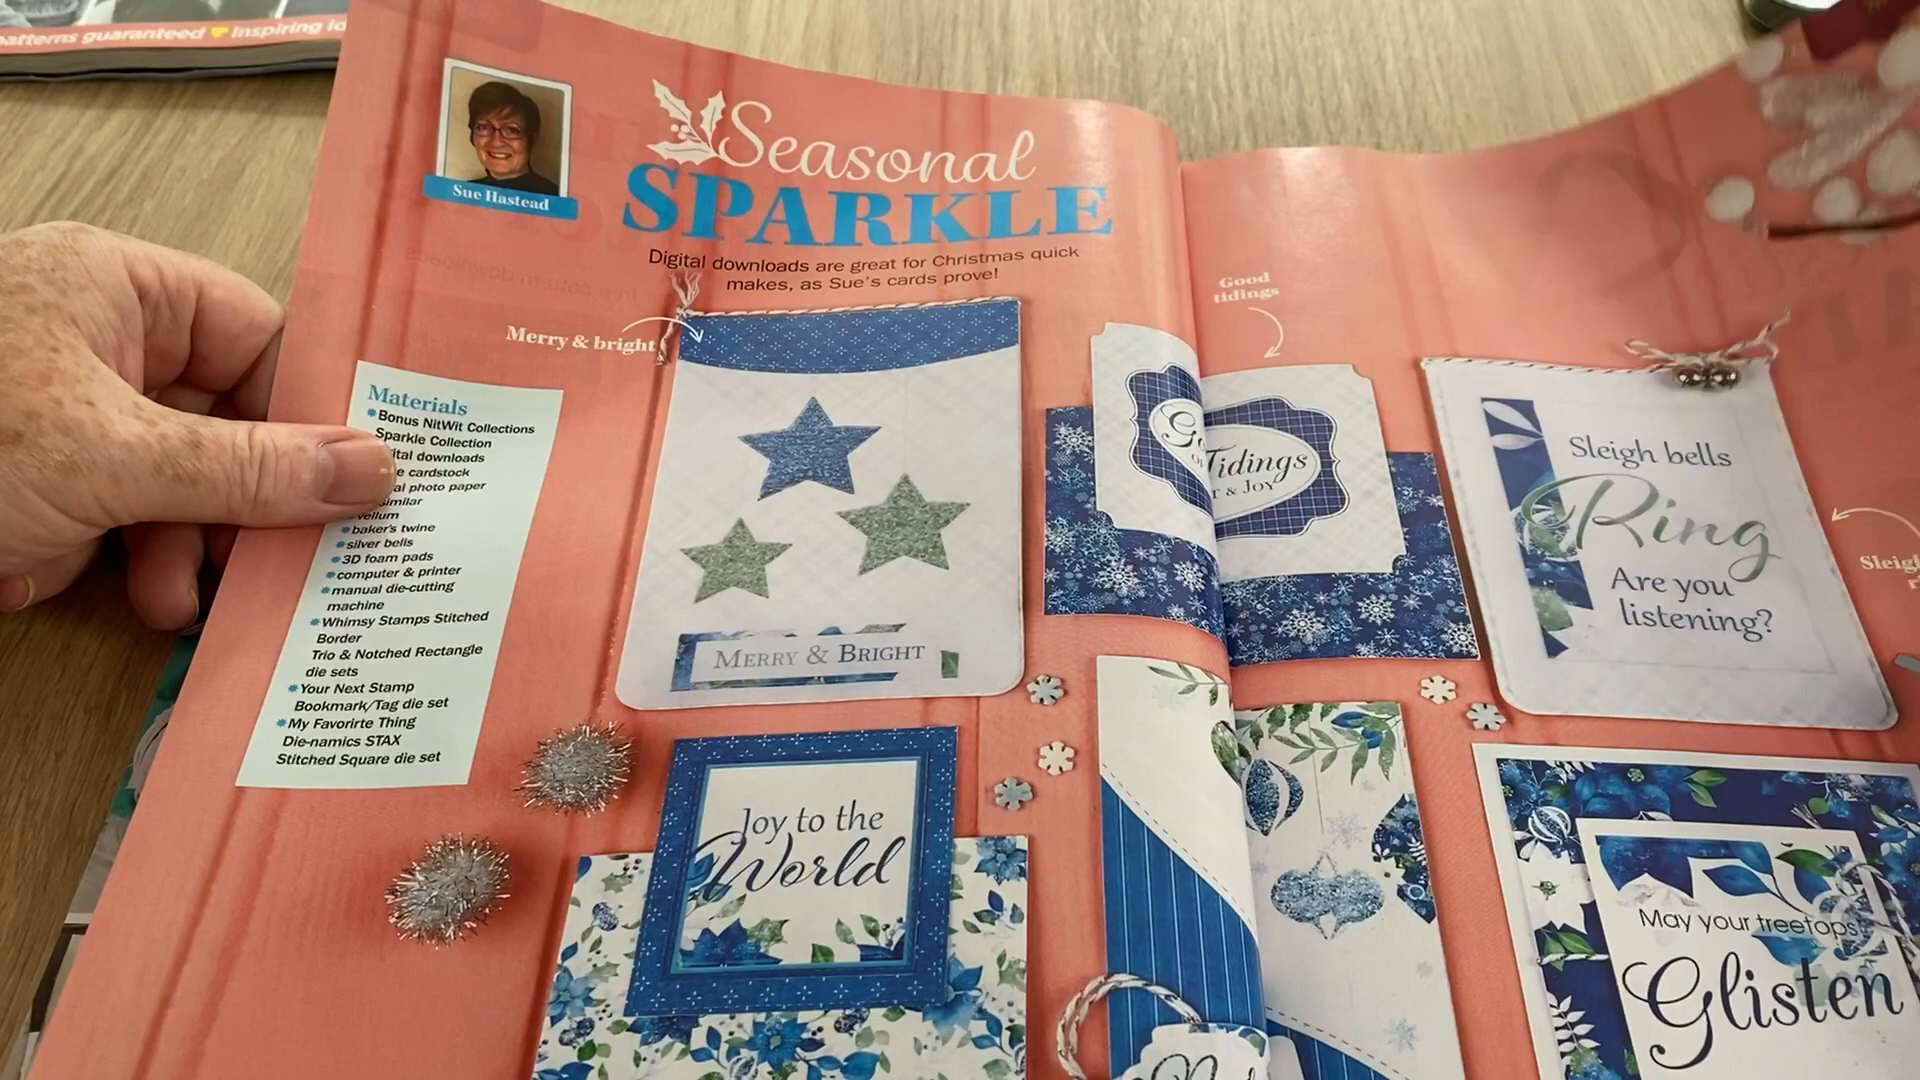 patterns guaranteed Inspiring
Sue Hastead
Seasonal
SPARKLE
Digital downloads are great for Christmas quick
makes, as Sue's cards prove!
Merry & bright
Good
tidings
Materials
Bonus NitWit Collections
Sparkle Collection
downloads
cardstock
photo paper
similar
vellum
baker's twine
silver bells
3D foam pads
computer & printer
manual die-cutting
machine
Whimsy Stamps Stitched
Border
Trio & Notched Rectangle
die sets
Your Next Stamp
Bookmark/Tag die set
My Favorirte Thing
Die-namics STAX
Stitched Square die set
MERRY & BRIGHT
Tidings
& JOY
Sleigh bells
Ring
Are you
listening?
Joy to the
World
May your treetops
Glisten